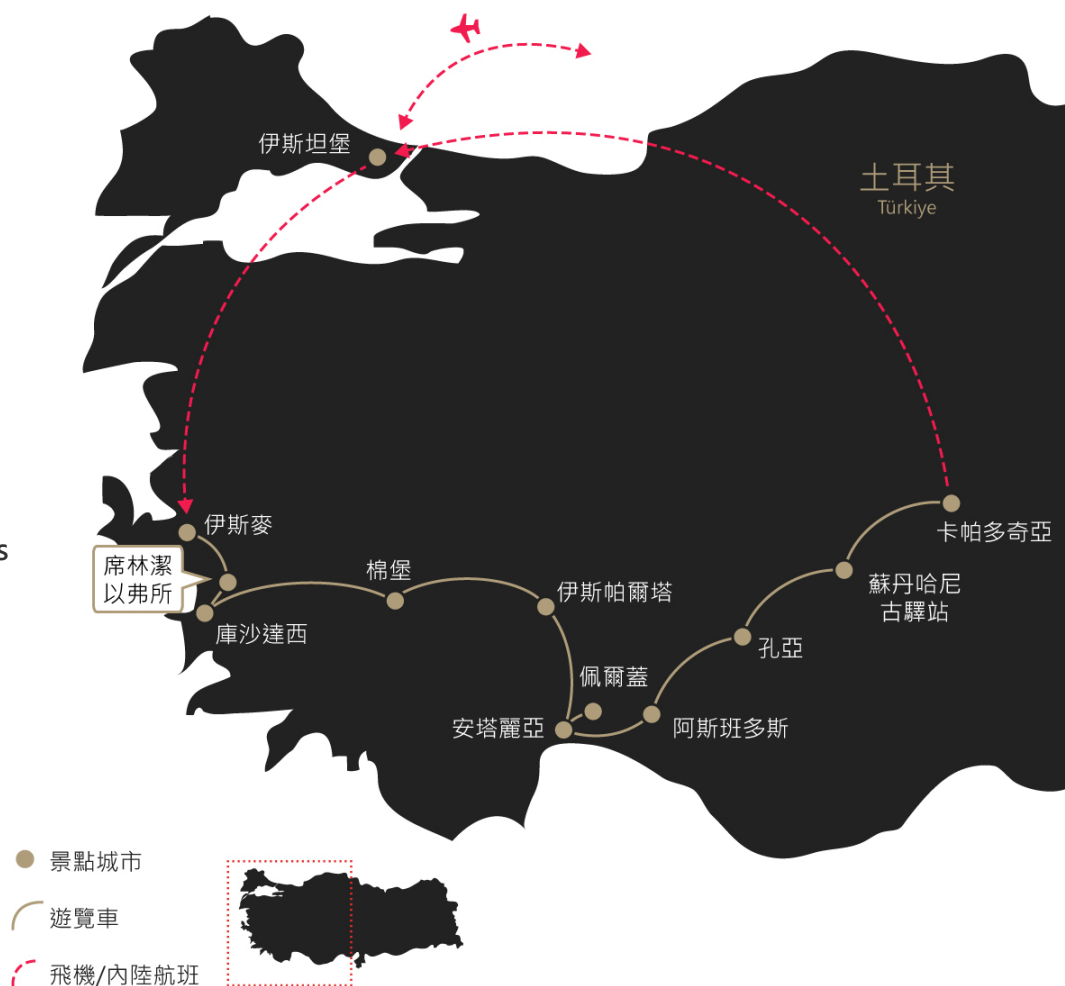 伊斯坦堡
土耳其
Türkiye
s
伊斯麥
席林潔
以弗所
庫沙達西
棉堡
伊斯帕爾塔
佩爾蓋
安塔麗亞
阿斯班多斯
孔亞
蘇丹哈尼
古驛站
卡帕多奇亞
景點城市
遊覽車
飛機/內陸航班